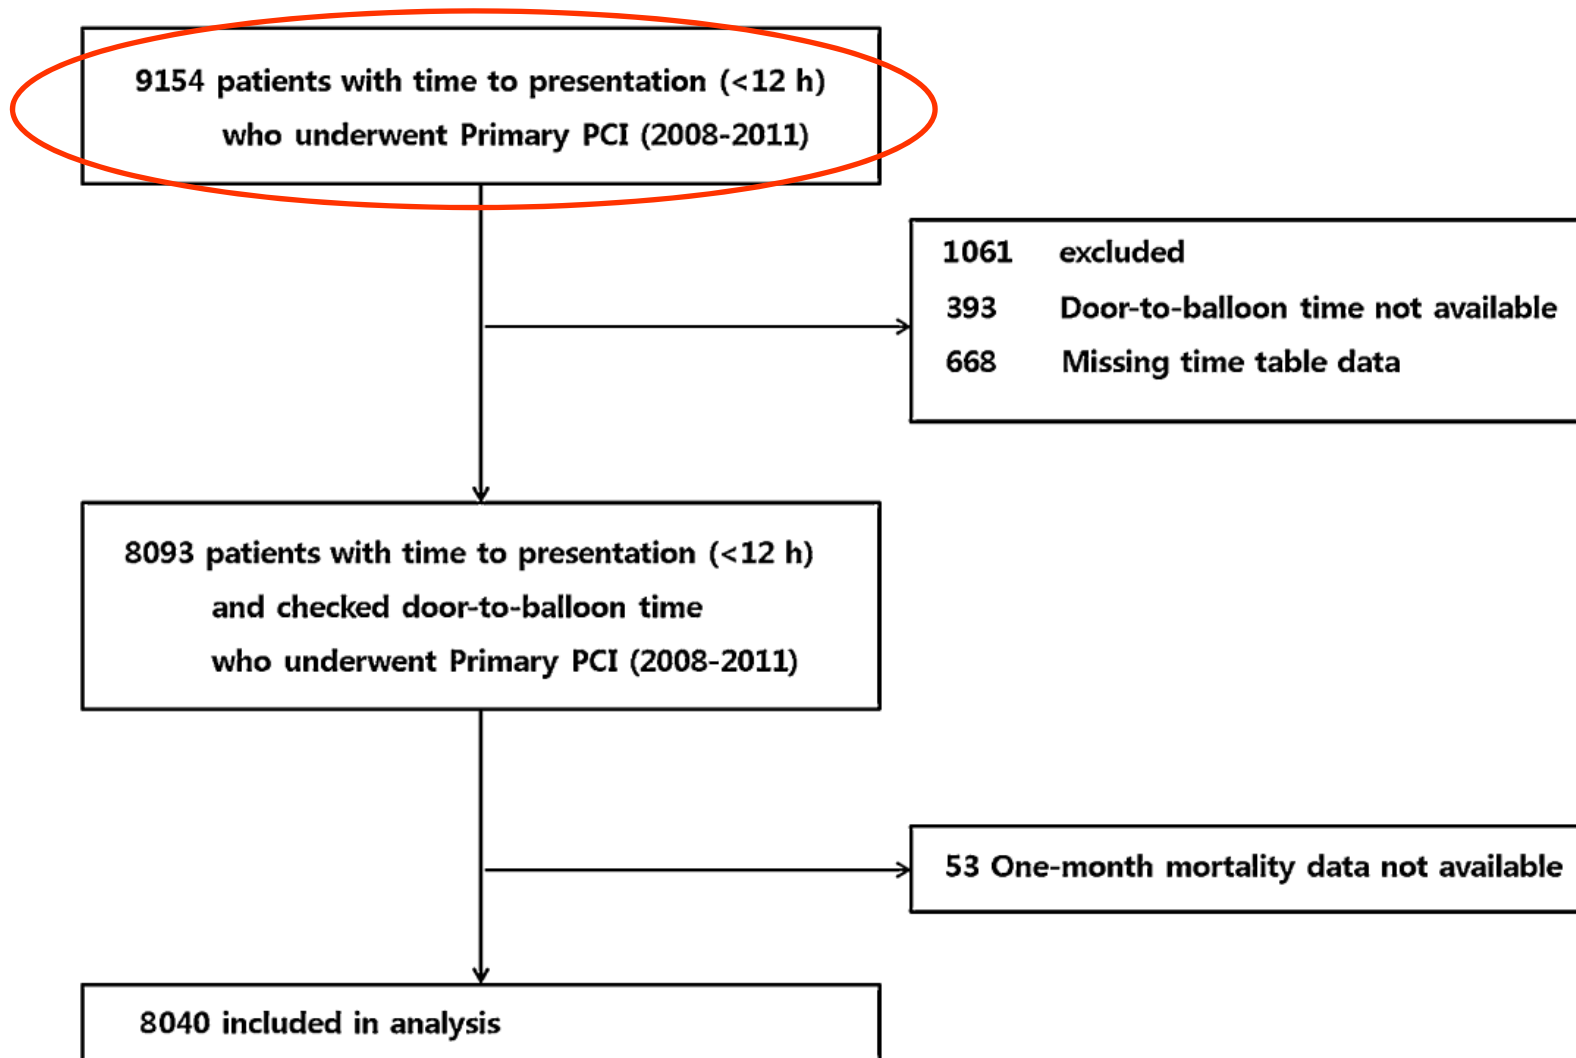 9154 patients with time to presentation (<12 h)
who underwent Primary PCI (2008-2011)
1061 excluded
393 Door-to-balloon time not available
668 Missing time table data
8093 patients with time to presentation (<12 h)
and checked door-to-balloon time
who underwent Primary PCI (2008-2011)
53 One-month mortality data not available
8040 included in analysis